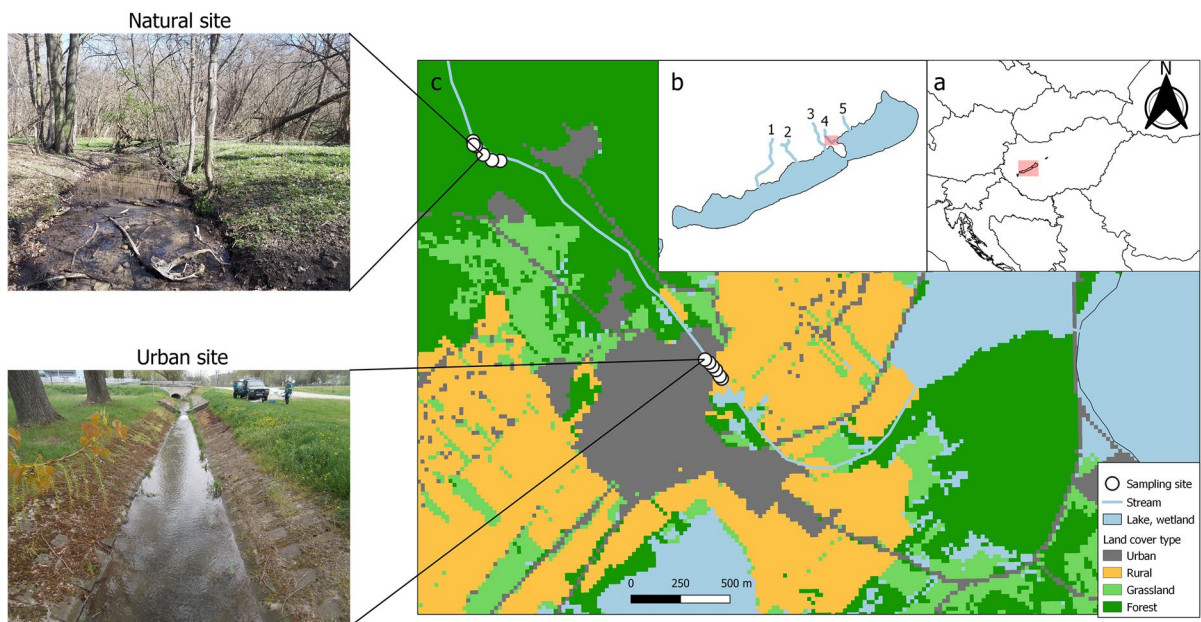 Natural site
Urban site
c
b
a
N
1
2
3
4
5
0 250 500 m
Sampling site
Stream
Lake, wetland
Land cover type
Urban
Rural
Grassland
Forest